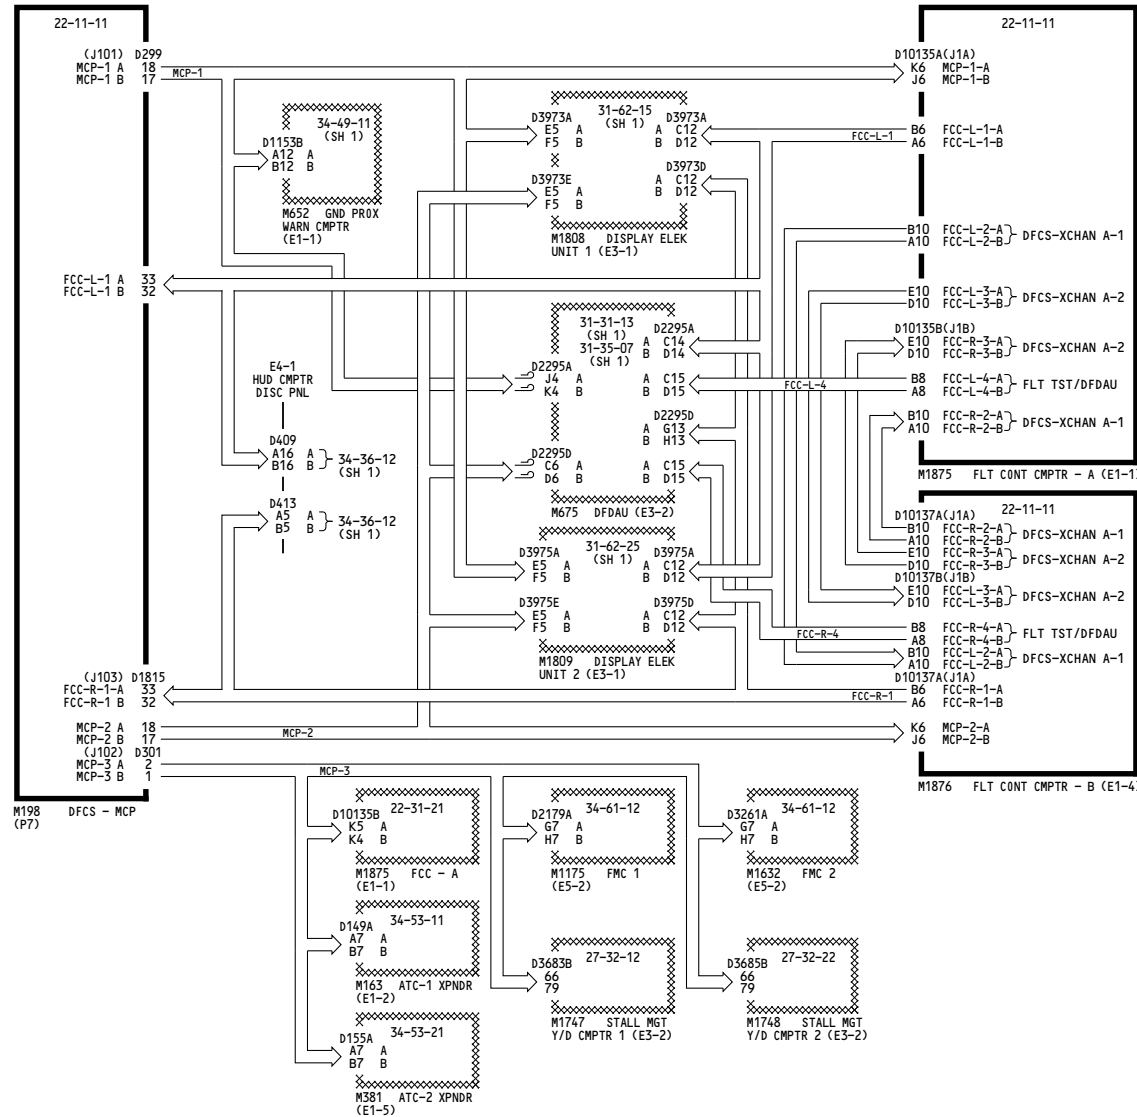 22-11-11
(J101) D299
MCP-1 A 18
MCP-1 B 17
MCP-1
FCC-L-1 A 33
FCC-L-1 B 32
(J103) D1815
FCC-R-1-A 33
FCC-R-1 B 32
MCP-2 A 18
MCP-2 B 17
MCP-2
(J102) D301
MCP-3 A 2
MCP-3 B 1
MCP-3
M198 DFCS - MCP
(P7)
34-49-11
(SH 1)
D1153B
A12 A
B12 B
M652 GND PROX
WARN CMPTR
(E1-1)
E4-1
HUD CMPTR
DISC PNL
D409
A16 A
B16 B
34-36-12
(SH 1)
D413
A5 A
B5 B
34-36-12
(SH 1)
31-62-15
(SH 1)
D3973A
E5 A
F5 B
D3973A
A C12
B D12
D3973E
E5 A
F5 B
D3973D
A C12
B D12
M1808 DISPLAY ELEK
UNIT 1 (E3-1)
31-31-13
(SH 1)
31-35-07
(SH 1)
D2295A
A C14
B D14
D2295A
J4 A
K4 B
A C15
B D15
D2295D
A G13
B H13
D2295D
C6 A
D6 B
A C15
B D15
M675 DFDAU (E3-2)
31-62-25
(SH 1)
D3975A
E5 A
F5 B
D3975A
A C12
B D12
D3975E
E5 A
F5 B
D3975D
A C12
B D12
M1809 DISPLAY ELEK
UNIT 2 (E3-1)
22-11-11
D10135A(J1A)
K6 MCP-1-A
J6 MCP-1-B
FCC-L-1
B6 FCC-L-1-A
A6 FCC-L-1-B
B10 FCC-L-2-A
A10 FCC-L-2-B
DFCS-XCHAN A-1
E10 FCC-L-3-A
D10 FCC-L-3-B
DFCS-XCHAN A-2
D10135B(J1B)
E10 FCC-R-3-A
D10 FCC-R-3-B
DFCS-XCHAN A-2
FCC-L-4
B8 FCC-L-4-A
A8 FCC-L-4-B
FLT TST/DFDAU
B10 FCC-R-2-A
A10 FCC-R-2-B
DFCS-XCHAN A-1
M1875 FLT CONT CMPTR - A (E1-1)
22-11-11
D10137A(J1A)
B10 FCC-R-2-A
A10 FCC-R-2-B
DFCS-XCHAN A-1
E10 FCC-R-3-A
D10 FCC-R-3-B
DFCS-XCHAN A-2
D10137B(J1B)
E10 FCC-L-3-A
D10 FCC-L-3-B
DFCS-XCHAN A-2
FCC-R-4
B8 FCC-R-4-A
A8 FCC-R-4-B
FLT TST/DFDAU
B10 FCC-L-2-A
A10 FCC-L-2-B
DFCS-XCHAN A-1
D10137A(J1A)
FCC-R-1
B6 FCC-R-1-A
A6 FCC-R-1-B
K6 MCP-2-A
J6 MCP-2-B
M1876 FLT CONT CMPTR - B (E1-4)
D10135B 22-31-21
K5 A
K4 B
M1875 FCC - A
(E1-1)
34-53-11
D149A
A7 A
B7 B
M163 ATC-1 XPNDR
(E1-2)
34-53-21
D155A
A7 A
B7 B
M381 ATC-2 XPNDR
(E1-5)
D2179A 34-61-12
G7 A
H7 B
M1175 FMC 1
(E5-2)
D3683B 27-32-12
66
79
M1747 STALL MGT
Y/D CMPTR 1 (E3-2)
D3261A 34-61-12
G7 A
H7 B
M1632 FMC 2
(E5-2)
D3685B 27-32-22
66
79
M1748 STALL MGT
Y/D CMPTR 2 (E3-2)